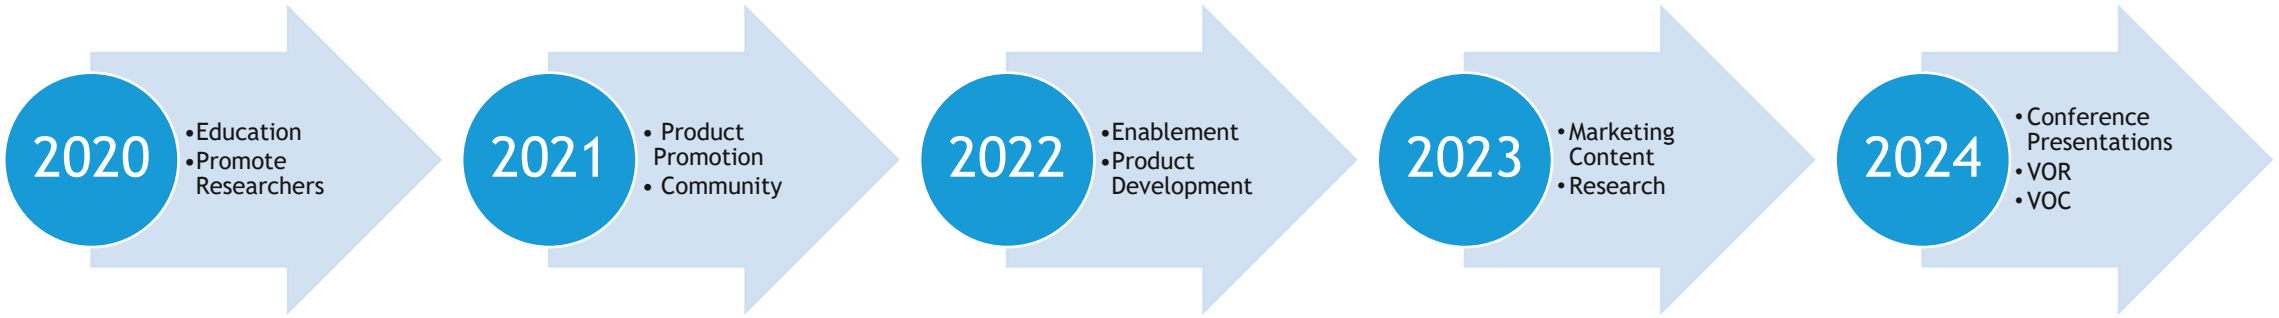 2020
•Education
•Promote
Researchers
2021
• Product
Promotion
• Community
2022
•Enablement
•Product
Development
2023
•Marketing
Content
•Research
2024
•Conference
Presentations
•VOR
•VOC